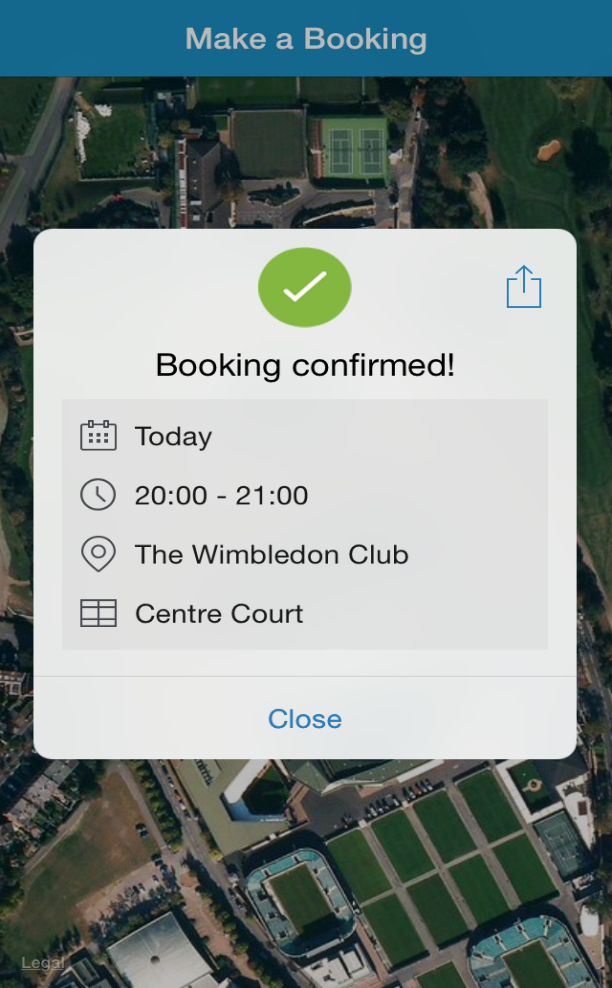 Make a Booking
Booking confirmed!
Today
20:00 - 21:00
The Wimbledon Club
Centre Court
Close
Legal